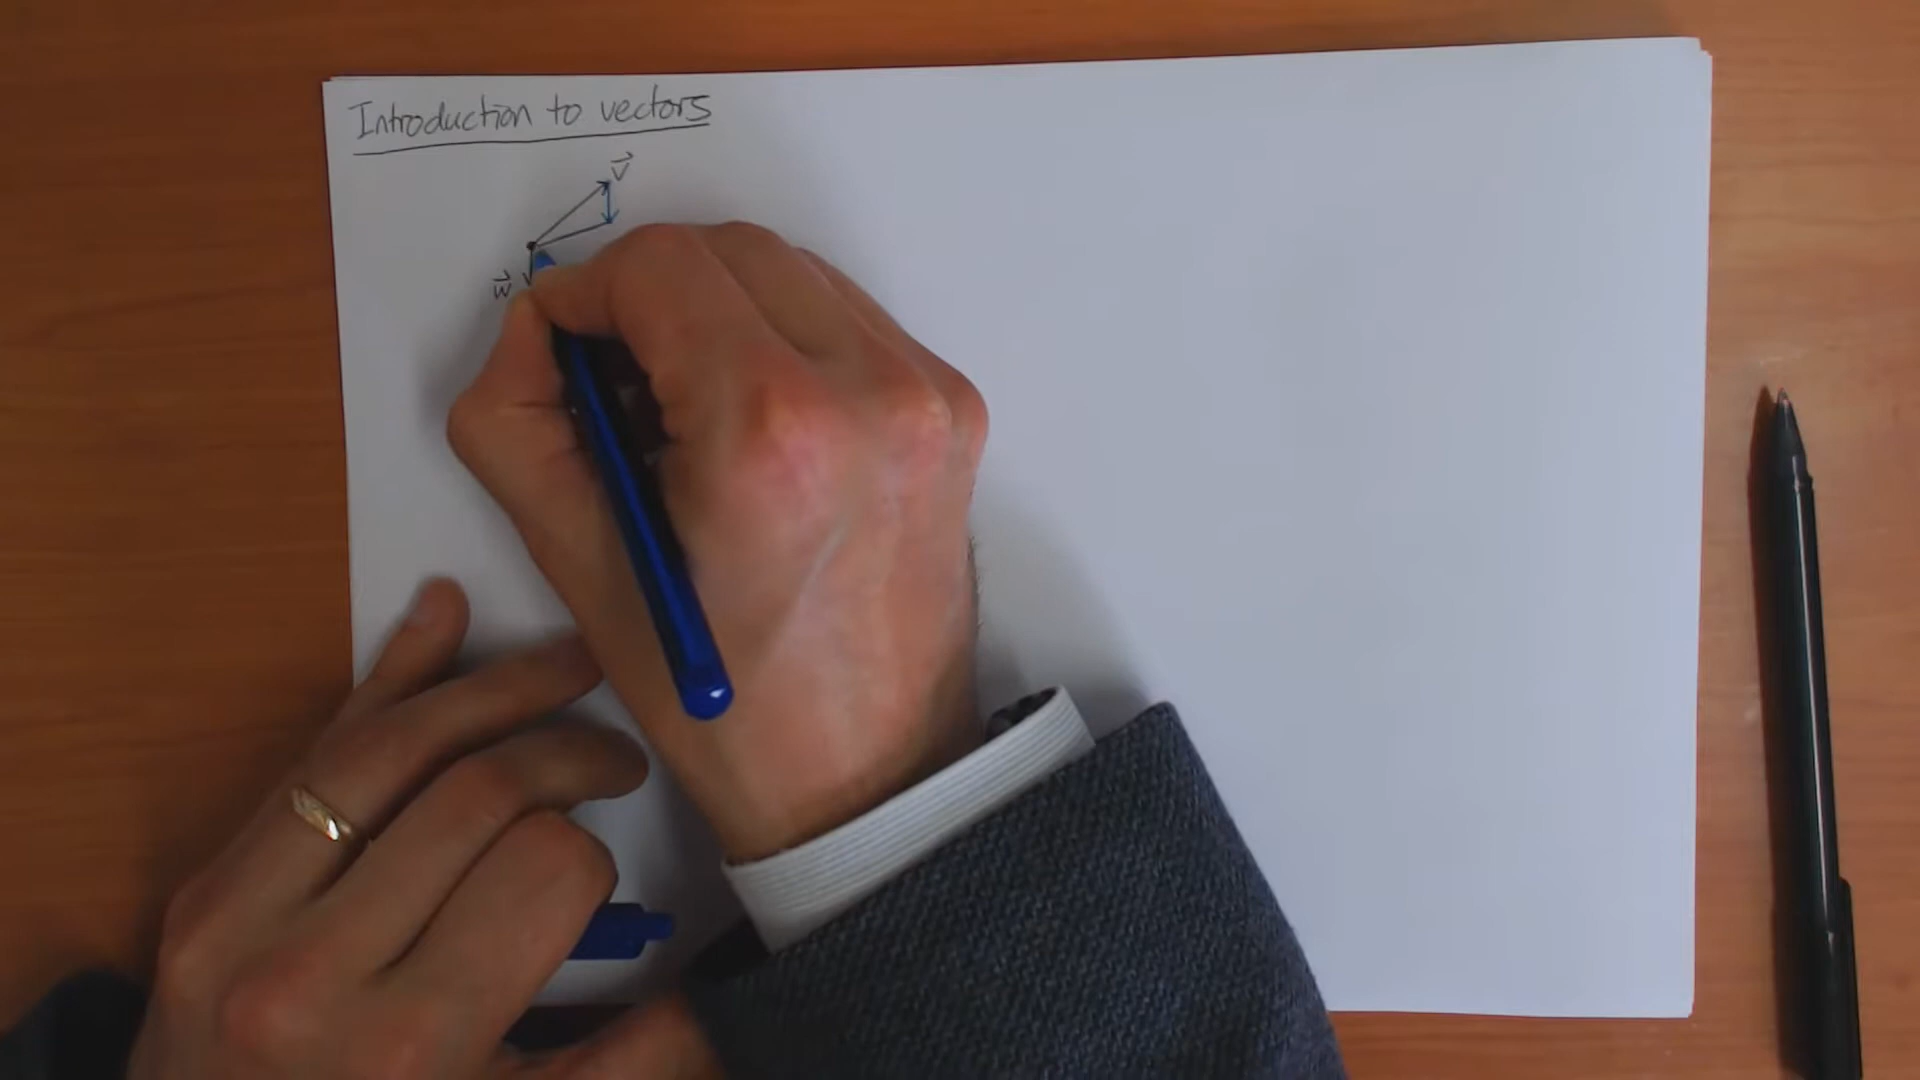 Introduction to vectors
v⃗
w⃗